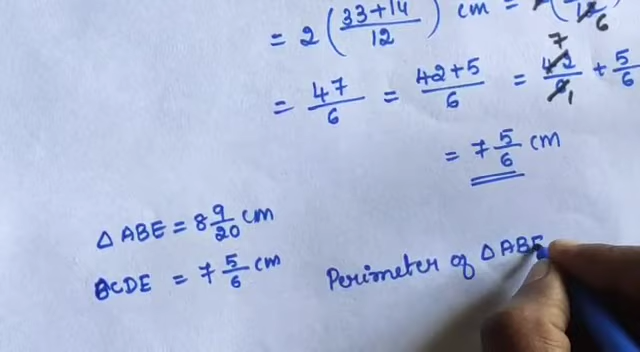 = 2 (33+14/12) cm =
= 47/6 = 42+5/6 = 42/6 + 5/6
= 7 5/6 cm
△ ABE = 8 9/20 cm
BCDE = 7 5/6 cm
Perimeter of △ ABE